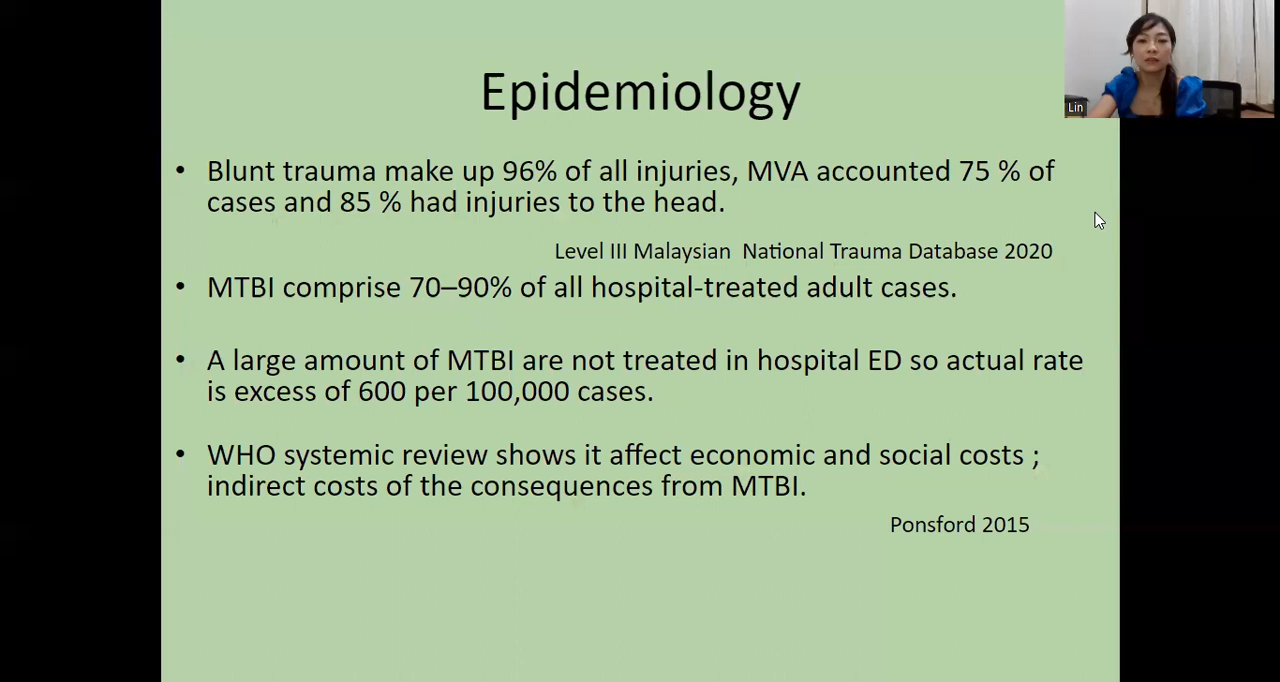 Epidemiology
Lin
• Blunt trauma make up 96% of all injuries, MVA accounted 75 % of
cases and 85 % had injuries to the head.
Level III Malaysian National Trauma Database 2020
• MTBI comprise 70–90% of all hospital-treated adult cases.
• A large amount of MTBI are not treated in hospital ED so actual rate
is excess of 600 per 100,000 cases.
• WHO systemic review shows it affect economic and social costs ;
indirect costs of the consequences from MTBI.
Ponsford 2015